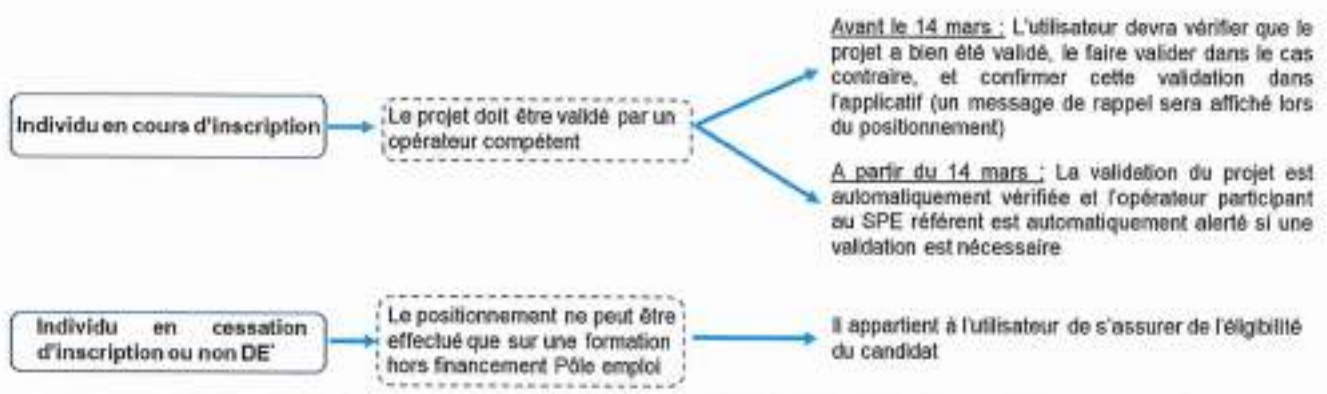 Avant le 14 mars : L'utilisateur devra vérifier que le
projet a bien été validé, le faire valider dans le cas
contraire, et confirmer cette validation dans
l'applicatif (un message de rappel sera affiché lors
du positionnement)
Individu en cours d'inscription
Le projet doit être validé par un
opérateur compétent
A partir du 14 mars : La validation du projet est
automatiquement vérifiée et l'opérateur participant
au SPE référent est automatiquement alerté si une
validation est nécessaire
Individu en cessation
d'inscription ou non DE'
Le positionnement ne peut être
effectué que sur une formation
hors financement Pôle emploi
Il appartient à l'utilisateur de s'assurer de l'éligibilité
du candidat